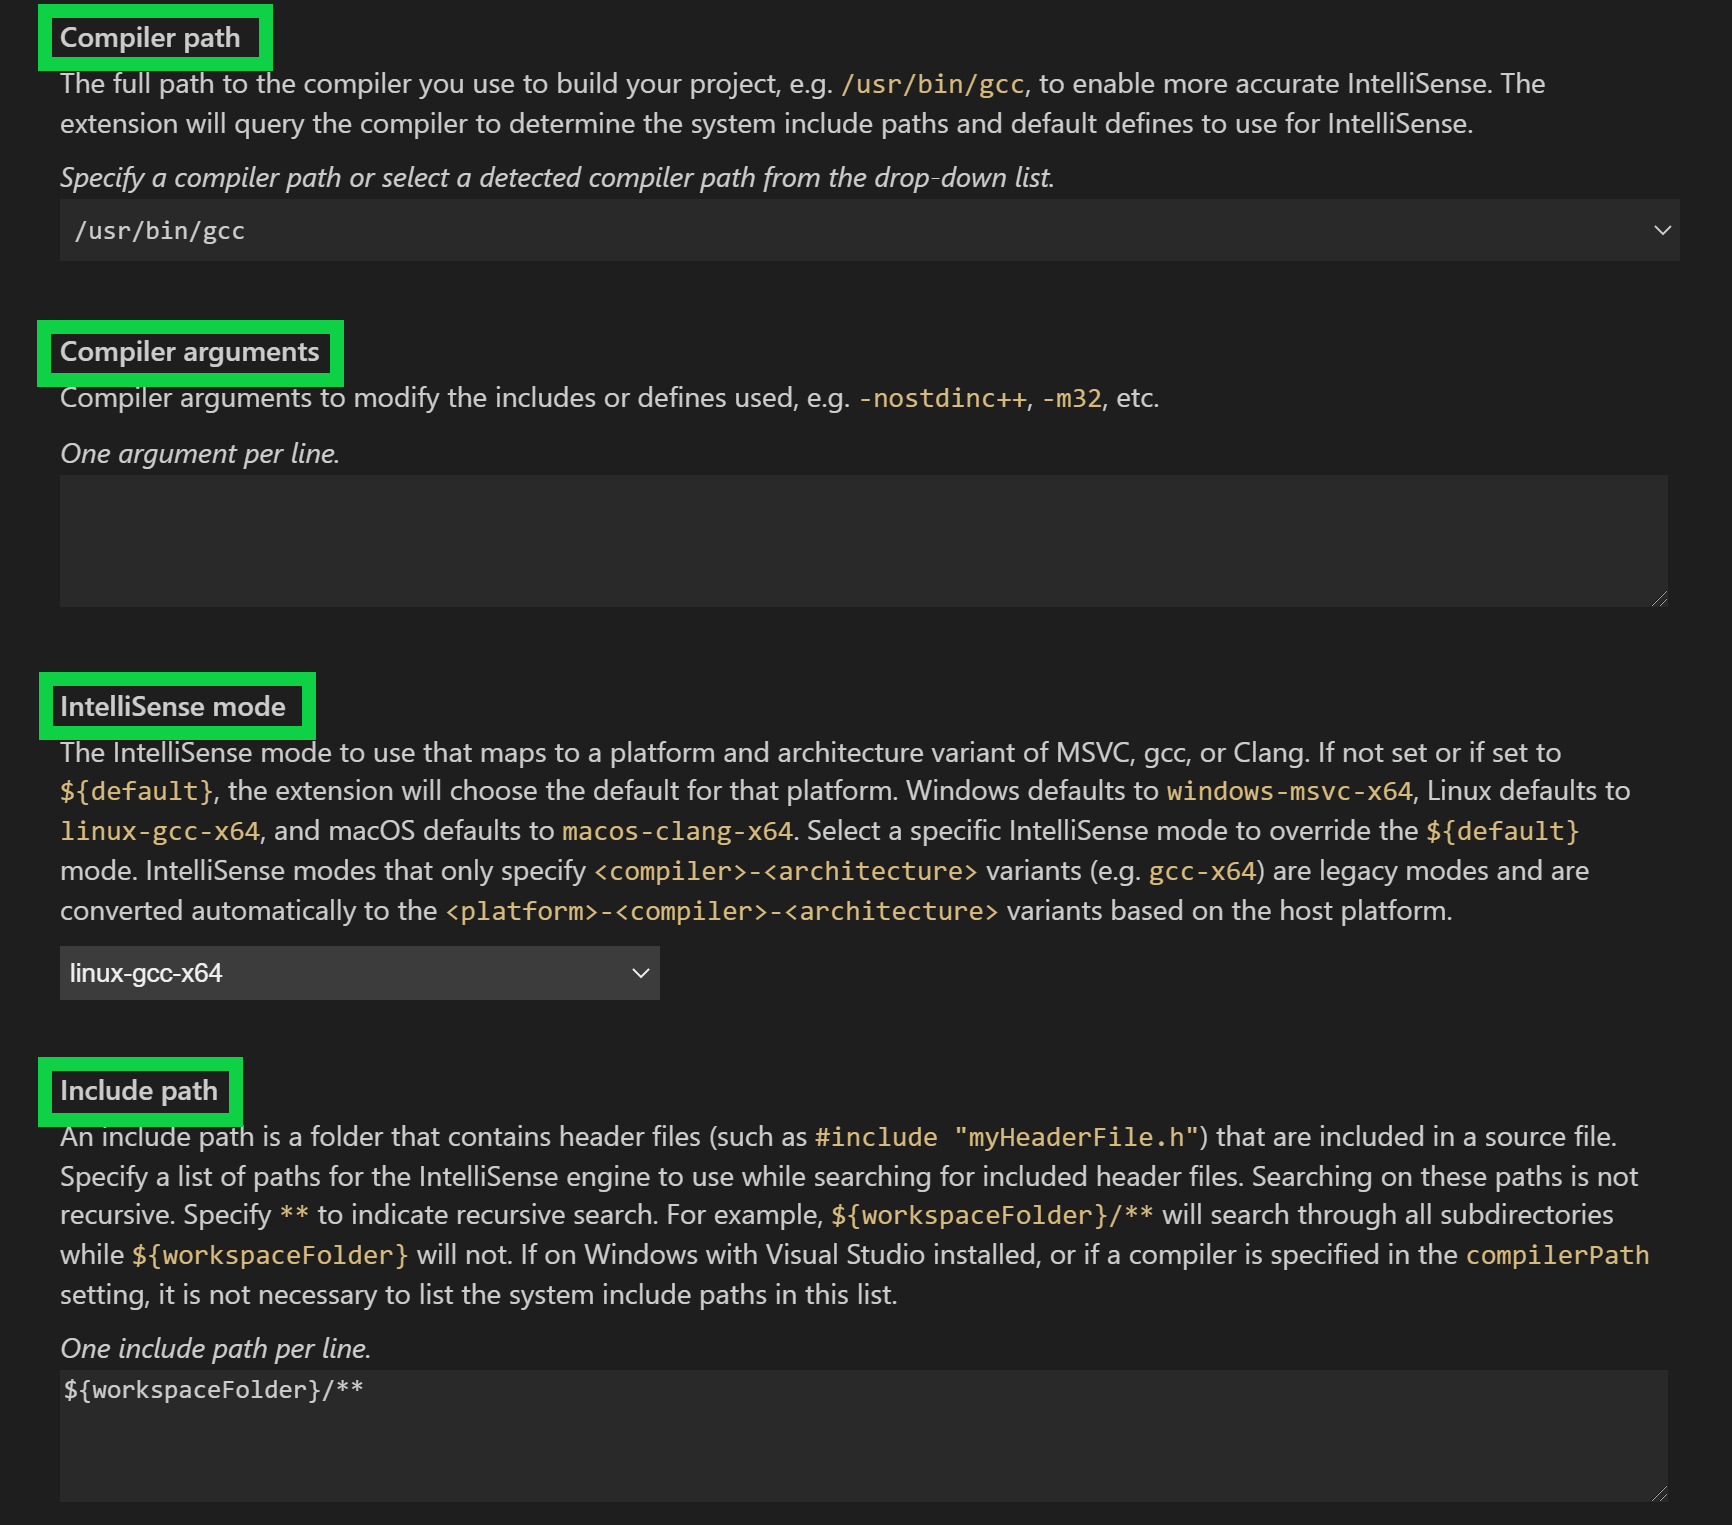 Compiler path
The full path to the compiler you use to build your project, e.g. /usr/bin/gcc, to enable more accurate IntelliSense. The
extension will query the compiler to determine the system include paths and default defines to use for IntelliSense.
Specify a compiler path or select a detected compiler path from the drop-down list.
/usr/bin/gcc
Compiler arguments
Compiler arguments to modify the includes or defines used, e.g. -nostdinc++, -m32, etc.
One argument per line.
IntelliSense mode
The IntelliSense mode to use that maps to a platform and architecture variant of MSVC, gcc, or Clang. If not set or if set to
${default}, the extension will choose the default for that platform. Windows defaults to windows-msvc-x64, Linux defaults to
linux-gcc-x64, and macOS defaults to macos-clang-x64. Select a specific IntelliSense mode to override the ${default}
mode. IntelliSense modes that only specify <compiler>-<architecture> variants (e.g. gcc-x64) are legacy modes and are
converted automatically to the <platform>-<compiler>-<architecture> variants based on the host platform.
linux-gcc-x64
Include path
An include path is a folder that contains header files (such as #include "myHeaderFile.h") that are included in a source file.
Specify a list of paths for the IntelliSense engine to use while searching for included header files. Searching on these paths is not
recursive. Specify ** to indicate recursive search. For example, ${workspaceFolder}/** will search through all subdirectories
while ${workspaceFolder} will not. If on Windows with Visual Studio installed, or if a compiler is specified in the compilerPath
setting, it is not necessary to list the system include paths in this list.
One include path per line.
${workspaceFolder}/**